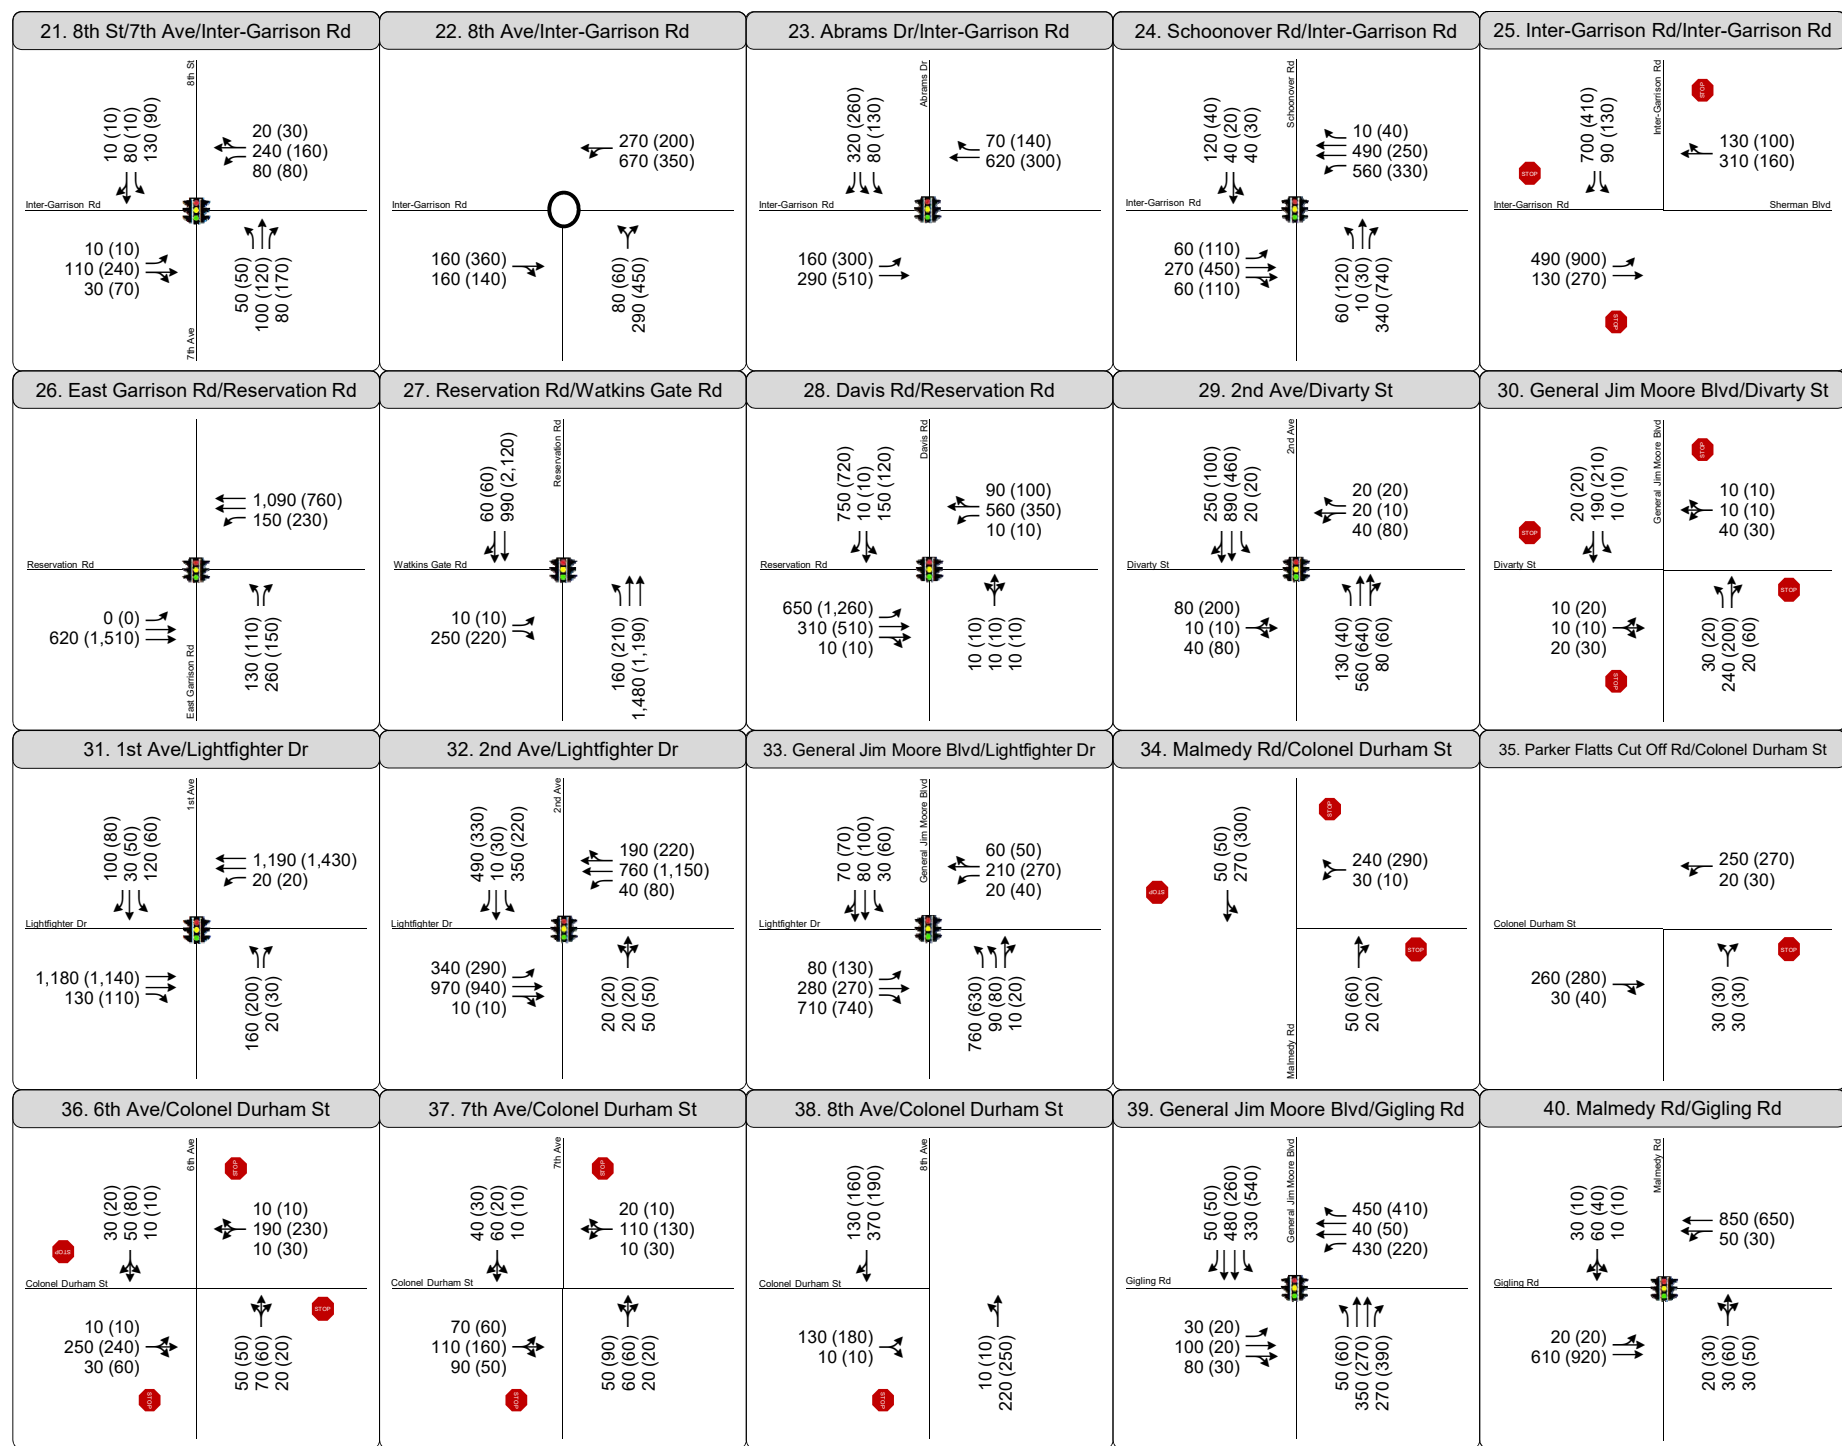 21. 8th St/7th Ave/Inter-Garrison Rd
8th St
10 (10)
80 (10)
130 (90)
20 (30)
240 (160)
80 (80)
Inter-Garrison Rd
10 (10)
110 (240)
30 (70)
50 (50)
100 (120)
80 (170)
7th Ave
22. 8th Ave/Inter-Garrison Rd
270 (200)
670 (350)
Inter-Garrison Rd
160 (360)
160 (140)
80 (60)
290 (450)
23. Abrams Dr/Inter-Garrison Rd
Abrams Dr
320 (260)
80 (130)
70 (140)
620 (300)
Inter-Garrison Rd
160 (300)
290 (510)
24. Schoonover Rd/Inter-Garrison Rd
Schoonover Rd
120 (40)
40 (20)
40 (30)
10 (40)
490 (250)
560 (330)
Inter-Garrison Rd
60 (110)
270 (450)
60 (110)
60 (120)
10 (30)
340 (740)
25. Inter-Garrison Rd/Inter-Garrison Rd
Inter-Garrison Rd
STOP
700 (410)
90 (130)
130 (100)
310 (160)
STOP
Inter-Garrison Rd
Sherman Blvd
490 (900)
130 (270)
STOP
26. East Garrison Rd/Reservation Rd
1,090 (760)
150 (230)
Reservation Rd
0 (0)
620 (1,510)
130 (110)
260 (150)
East Garrison Rd
27. Reservation Rd/Watkins Gate Rd
Reservation Rd
60 (60)
990 (2,120)
Watkins Gate Rd
10 (10)
250 (220)
160 (210)
1,480 (1,190)
28. Davis Rd/Reservation Rd
Davis Rd
750 (720)
10 (10)
150 (120)
90 (100)
560 (350)
10 (10)
Reservation Rd
650 (1,260)
310 (510)
10 (10)
10 (10)
10 (10)
10 (10)
29. 2nd Ave/Divarty St
2nd Ave
250 (100)
890 (460)
20 (20)
20 (20)
20 (10)
40 (80)
Divarty St
80 (200)
10 (10)
40 (80)
130 (40)
560 (640)
80 (60)
30. General Jim Moore Blvd/Divarty St
General Jim Moore Blvd
STOP
20 (20)
190 (210)
10 (10)
10 (10)
10 (10)
40 (30)
STOP
Divarty St
STOP
10 (20)
10 (10)
20 (30)
30 (20)
240 (200)
20 (60)
STOP
31. 1st Ave/Lightfighter Dr
1st Ave
100 (80)
30 (50)
120 (60)
1,190 (1,430)
20 (20)
Lightfighter Dr
1,180 (1,140)
130 (110)
160 (200)
20 (30)
32. 2nd Ave/Lightfighter Dr
2nd Ave
490 (330)
10 (30)
350 (220)
190 (220)
760 (1,150)
40 (80)
Lightfighter Dr
340 (290)
970 (940)
10 (10)
20 (20)
20 (20)
50 (50)
33. General Jim Moore Blvd/Lightfighter Dr
General Jim Moore Blvd
70 (70)
80 (100)
30 (60)
60 (50)
210 (270)
20 (40)
Lightfighter Dr
80 (130)
280 (270)
710 (740)
760 (630)
90 (80)
10 (20)
34. Malmedy Rd/Colonel Durham St
STOP
50 (50)
270 (300)
240 (290)
30 (10)
STOP
STOP
50 (60)
20 (20)
Malmedy Rd
35. Parker Flatts Cut Off Rd/Colonel Durham St
250 (270)
20 (30)
Colonel Durham St
STOP
260 (280)
30 (40)
30 (30)
30 (30)
36. 6th Ave/Colonel Durham St
6th Ave
STOP
30 (20)
50 (80)
10 (10)
10 (10)
190 (230)
10 (30)
STOP
Colonel Durham St
STOP
10 (10)
250 (240)
30 (60)
50 (50)
70 (60)
20 (20)
STOP
37. 7th Ave/Colonel Durham St
7th Ave
STOP
40 (30)
60 (20)
10 (10)
20 (10)
110 (130)
10 (30)
Colonel Durham St
70 (60)
110 (160)
90 (50)
50 (90)
60 (60)
20 (20)
STOP
38. 8th Ave/Colonel Durham St
8th Ave
130 (160)
370 (190)
Colonel Durham St
130 (180)
10 (10)
10 (10)
220 (250)
STOP
39. General Jim Moore Blvd/Gigling Rd
General Jim Moore Blvd
50 (50)
480 (260)
330 (540)
450 (410)
40 (50)
430 (220)
Gigling Rd
30 (20)
100 (20)
80 (30)
50 (60)
350 (270)
270 (390)
40. Malmedy Rd/Gigling Rd
Malmedy Rd
30 (10)
60 (40)
10 (10)
850 (650)
50 (30)
Gigling Rd
20 (20)
610 (920)
20 (30)
30 (60)
30 (50)